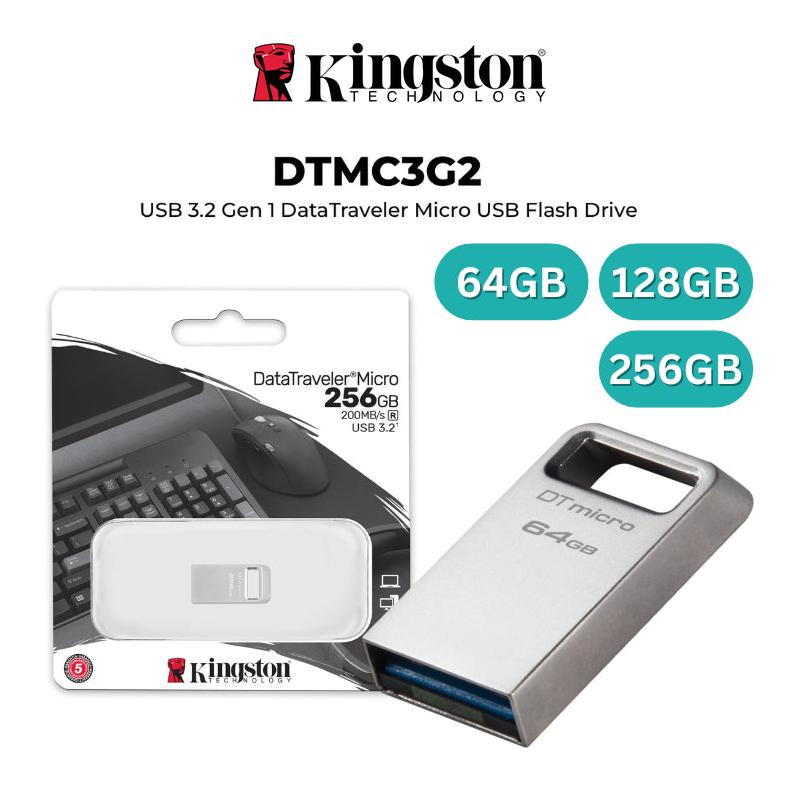 Kingston®
TECHNOLOGY
DTMC3G2
USB 3.2 Gen 1 DataTraveler Micro USB Flash Drive
64GB
128GB
256GB
DataTraveler® Micro
256GB
200MB/s R
USB 3.2†
DT micro
64GB
5
Kingston
TECHNOLOGY